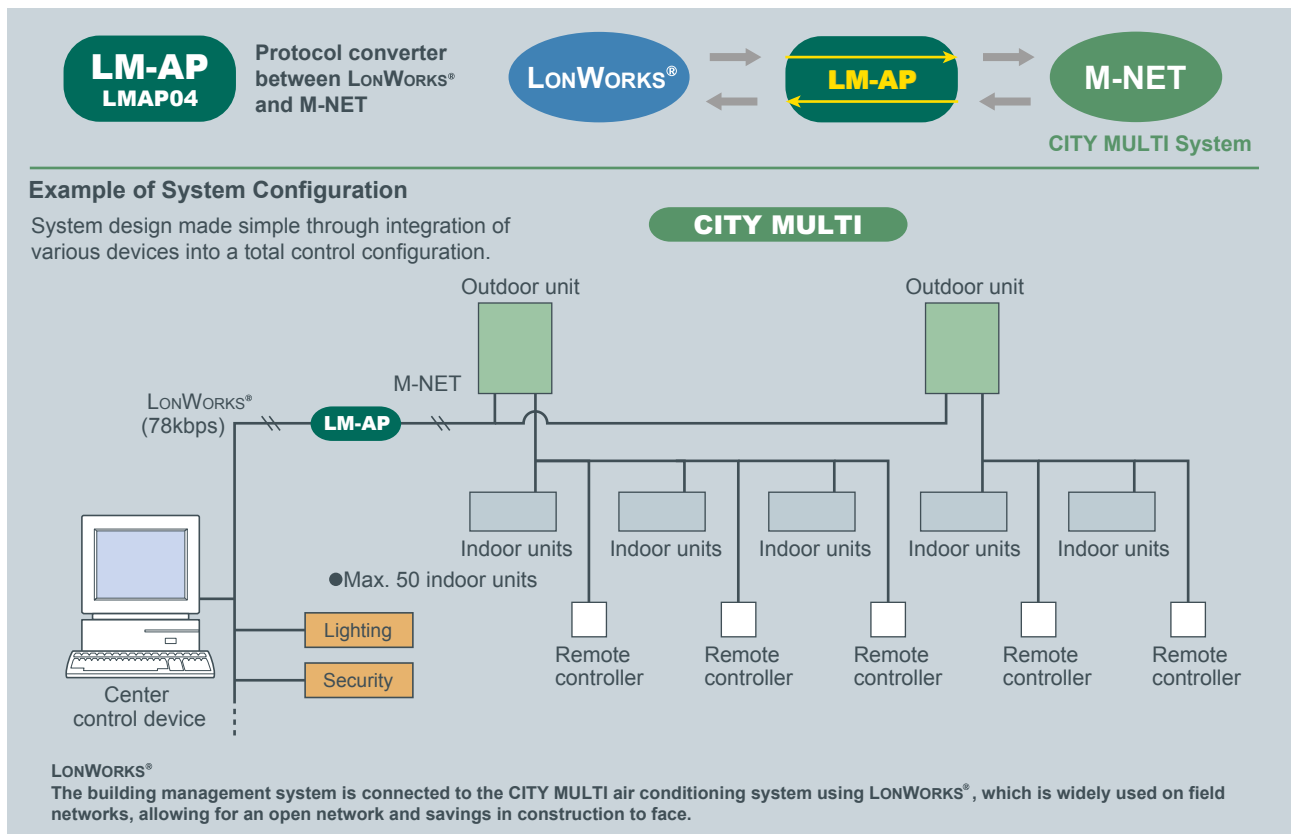 LM-AP
LMAP04
Protocol converter
between LONWORKS®
and M-NET
LONWORKS®
LM-AP
M-NET
CITY MULTI System
Example of System Configuration
System design made simple through integration of
various devices into a total control configuration.
CITY MULTI
Outdoor unit
Outdoor unit
M-NET
LONWORKS®
(78kbps)
LM-AP
Indoor units
Indoor units
Indoor units
Indoor units
Indoor units
●Max. 50 indoor units
Lighting
Security
Center
control device
Remote
controller
Remote
controller
Remote
controller
Remote
controller
Remote
controller
LONWORKS®
The building management system is connected to the CITY MULTI air conditioning system using LONWORKS®, which is widely used on field
networks, allowing for an open network and savings in construction to face.